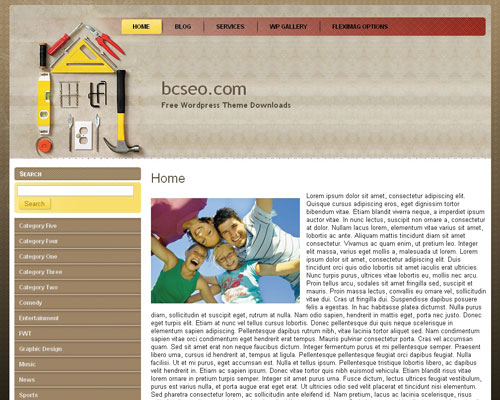 HOME BLOG SERVICES WP GALLERY FLEXIMAG OPTIONS
bcseo.com
Free Wordpress Theme Downloads
SEARCH
Search
Category Five
Category Four
Category One
Category Three
Category Two
Comedy
Entertainment
FWT
Graphic Design
Music
News
Sports
Home
Lorem ipsum dolor sit amet, consectetur adipiscing elit.
Quisque cursus adipiscing eros, eget dignissim tortor
bibendum vitae. Etiam blandit viverra neque, a imperdiet ipsum
auctor vitae. In nunc lectus, suscipit non ornare a, consectetur
at dolor. Nullam lacus lorem, elementum vitae varius sit amet,
lobortis ac ante. Aliquam mattis tincidunt diam sit amet
consectetur. Vivamus ac quam enim, ut pretium leo. Integer
elit massa, varius eget mollis a, malesuada ut lorem. Lorem
ipsum dolor sit amet, consectetur adipiscing elit. Duis
tincidunt orci quis odio lobortis sit amet iaculis erat ultricies.
Nunc turpis purus, ultrices vitae lobortis eu, mollis nec arcu.
Proin tellus arcu, sodales sit amet fringilla sed, suscipit et
mauris. Proin massa lectus, convallis eu ornare vel, sollicitudin
vitae dui. Cras ut fringilla dui. Suspendisse dapibus posuere
felis a egestas. In hac habitasse platea dictumst. Nulla purus
diam, sollicitudin et suscipit eget, rutrum at nulla. Nam odio sapien, hendrerit in mattis eget, porta nec justo. Donec
eget turpis elit. Etiam at nunc vel tellus cursus lobortis. Donec pellentesque dui quis neque scelerisque in
elementum sapien adipiscing. Pellentesque dapibus rutrum nibh, vitae lacinia tortor aliquet sed. Nam condimentum
sapien vitae orci condimentum eget hendrerit erat tempus. Mauris pulvinar consectetur porta. Cras vel accumsan
quam. Sed sit amet erat non neque faucibus dictum. Integer mi lorem, fermentum sit amet elementum semper. Praesent
libero urna, cursus id hendrerit at, tempus at ligula. Pellentesque pellentesque feugiat orci dapibus feugiat. Nulla
facilisi. Ut et mi purus, eget accumsan est. Nulla ut tellus ipsum. Pellentesque tristique lobortis libero, ac dapibus
velit hendrerit in. Etiam ac sapien ipsum. Donec vitae tortor quis nibh euismod vehicula. Etiam blandit risus vitae
lorem ornare in pretium turpis semper. Integer sit amet purus urna. Fusce dictum, lectus ultricies feugiat vestibulum,
purus est varius nulla, et porta augue erat eget erat. Ut ultricies odio sed velit placerat et tincidunt nisi elementum.
Sed pharetra consectetur lorem, ac sollicitudin ante eleifend id. Nam pretium, lacus ac lacinia scelerisque, risus